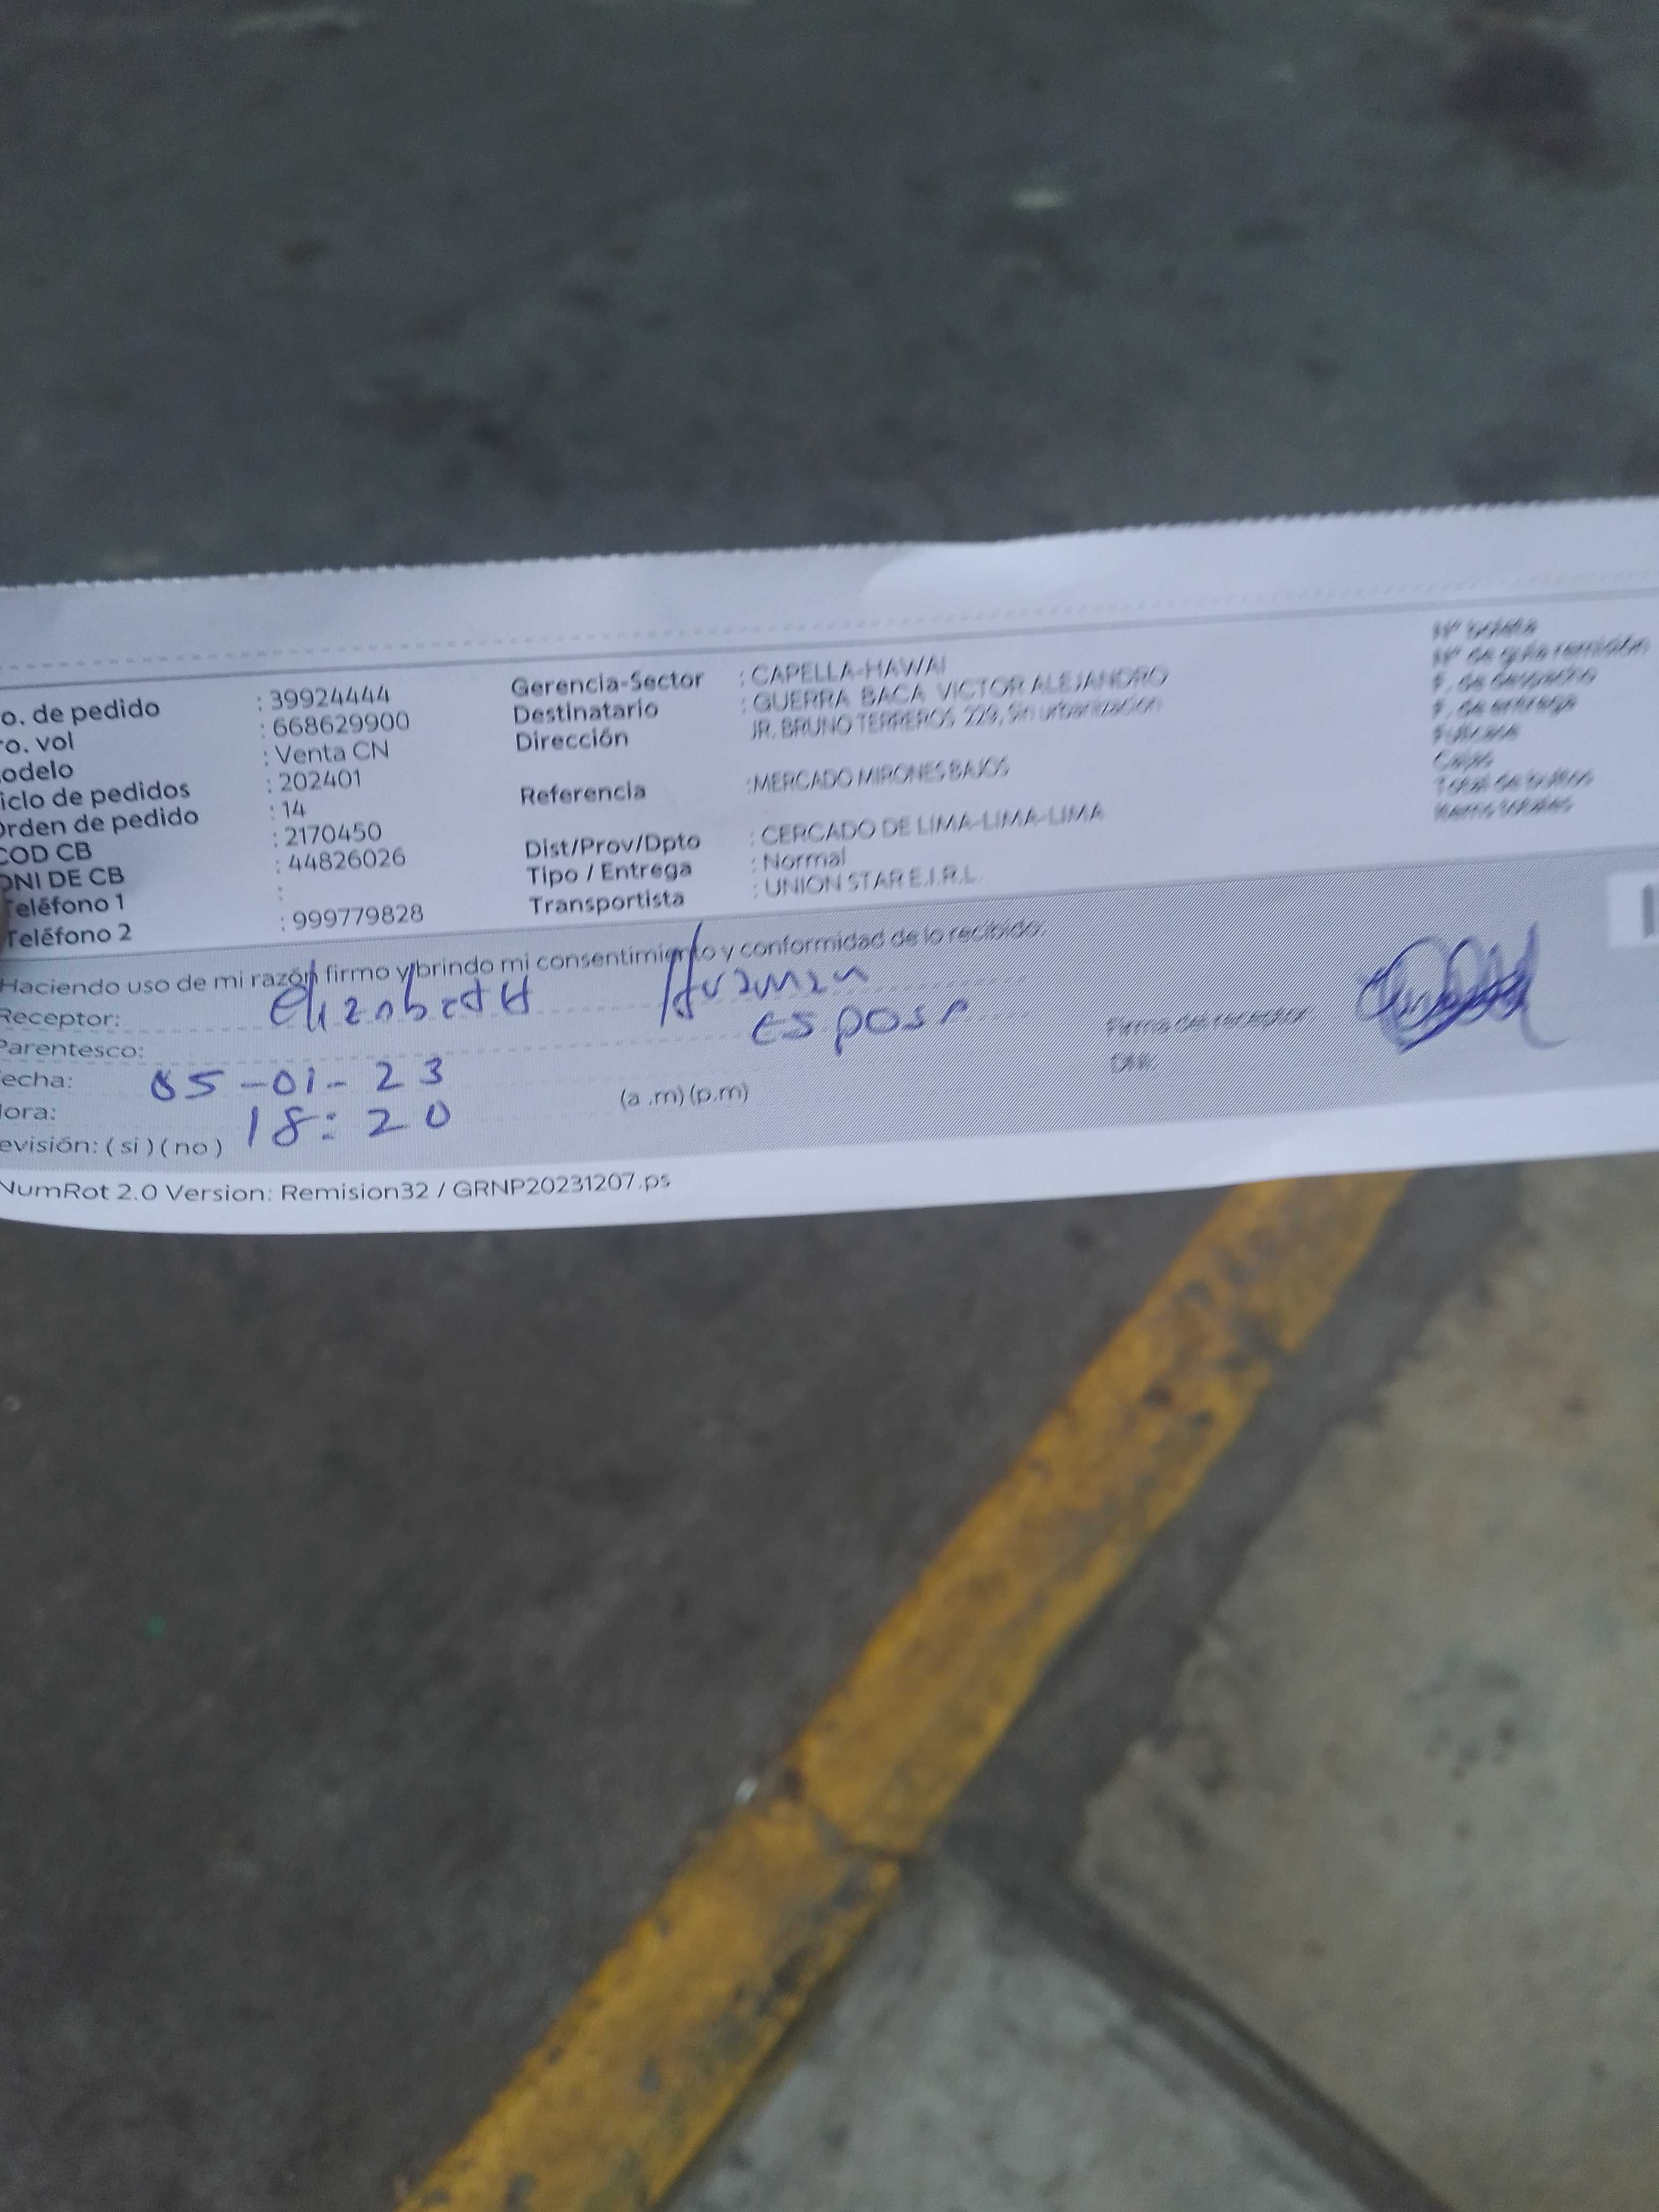 o. de pedido : 39924444
ro. vol : 668629900
odelo : Venta CN
iclo de pedidos : 202401
Orden de pedido : 14
COD CB : 2170450
DNI DE CB : 44826026
Teléfono 1 :
Teléfono 2 : 999779828
Gerencia-Sector : CAPELLA-HAWAI
Destinatario : GUERRA BACA VICTOR ALEJANDRO
Dirección JR. BRUNO TERREROS 229, Sin urbanización
Referencia : MERCADO MIRONES BAJOS
Dist/Prov/Dpto : CERCADO DE LIMA-LIMA-LIMA
Tipo / Entrega : Normal
Transportista : UNION STAR E.I.R.L.
Haciendo uso de mi razón firmo y brindo mi consentimiento y conformidad de lo recibido.
Receptor: Elizabeth
Parentesco: esposa
echa: 05-01-23
Hora: 18:20 (a .m) (p.m)
evisión: ( si ) ( no )
NumRot 2.0 Version: Remision32 / GRNP20231207.ps